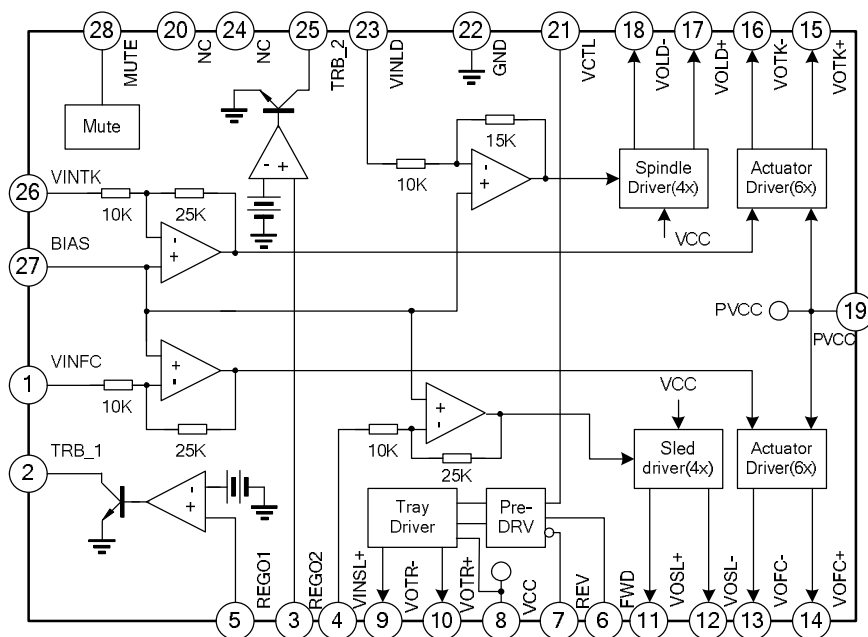 28
20
24
25
23
22
21
18
17
16
15
MUTE
NC
NC
TRB_2
VINLD
GND
VCTL
VOLD-
VOLD+
VOTK-
VOTK+
Mute
15K
10K
-
+
- +
Spindle
Driver(4x)
Actuator
Driver(6x)
VCC
26
VINTK
10K
25K
-
+
27
BIAS
PVCC
19
PVCC
1
VINFC
10K
25K
+
-
VCC
10K
25K
+
-
Sled
driver(4x)
Actuator
Driver(6x)
2
TRB_1
-
+
Tray
Driver
Pre-
DRV
REGO1
REGO2
VINSL+
VOTR-
VOTR+
VCC
REV
FWD
VOSL+
VOSL-
VOFC-
VOFC+
5
3
4
9
10
8
7
6
11
12
13
14